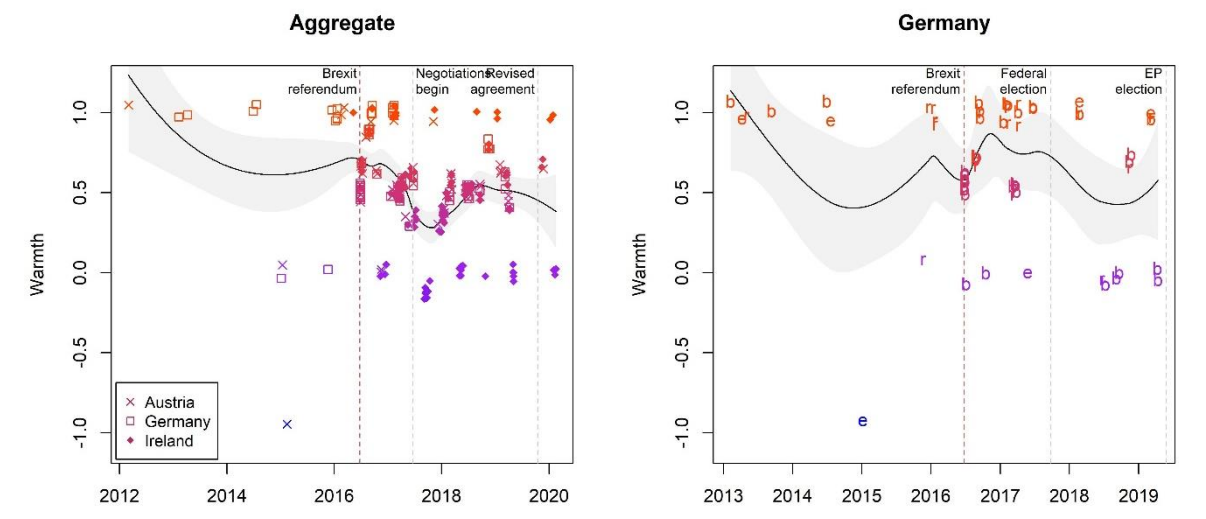 Aggregate
Brexit
referendum
Negotiations
begin
Revised
agreement
Warmth
1.0
0.5
0.0
-0.5
-1.0
Austria
Germany
Ireland
2012 2014 2016 2018 2020
Germany
Brexit
referendum
Federal
election
EP
election
Warmth
1.0
0.5
0.0
-0.5
-1.0
2013 2014 2015 2016 2017 2018 2019